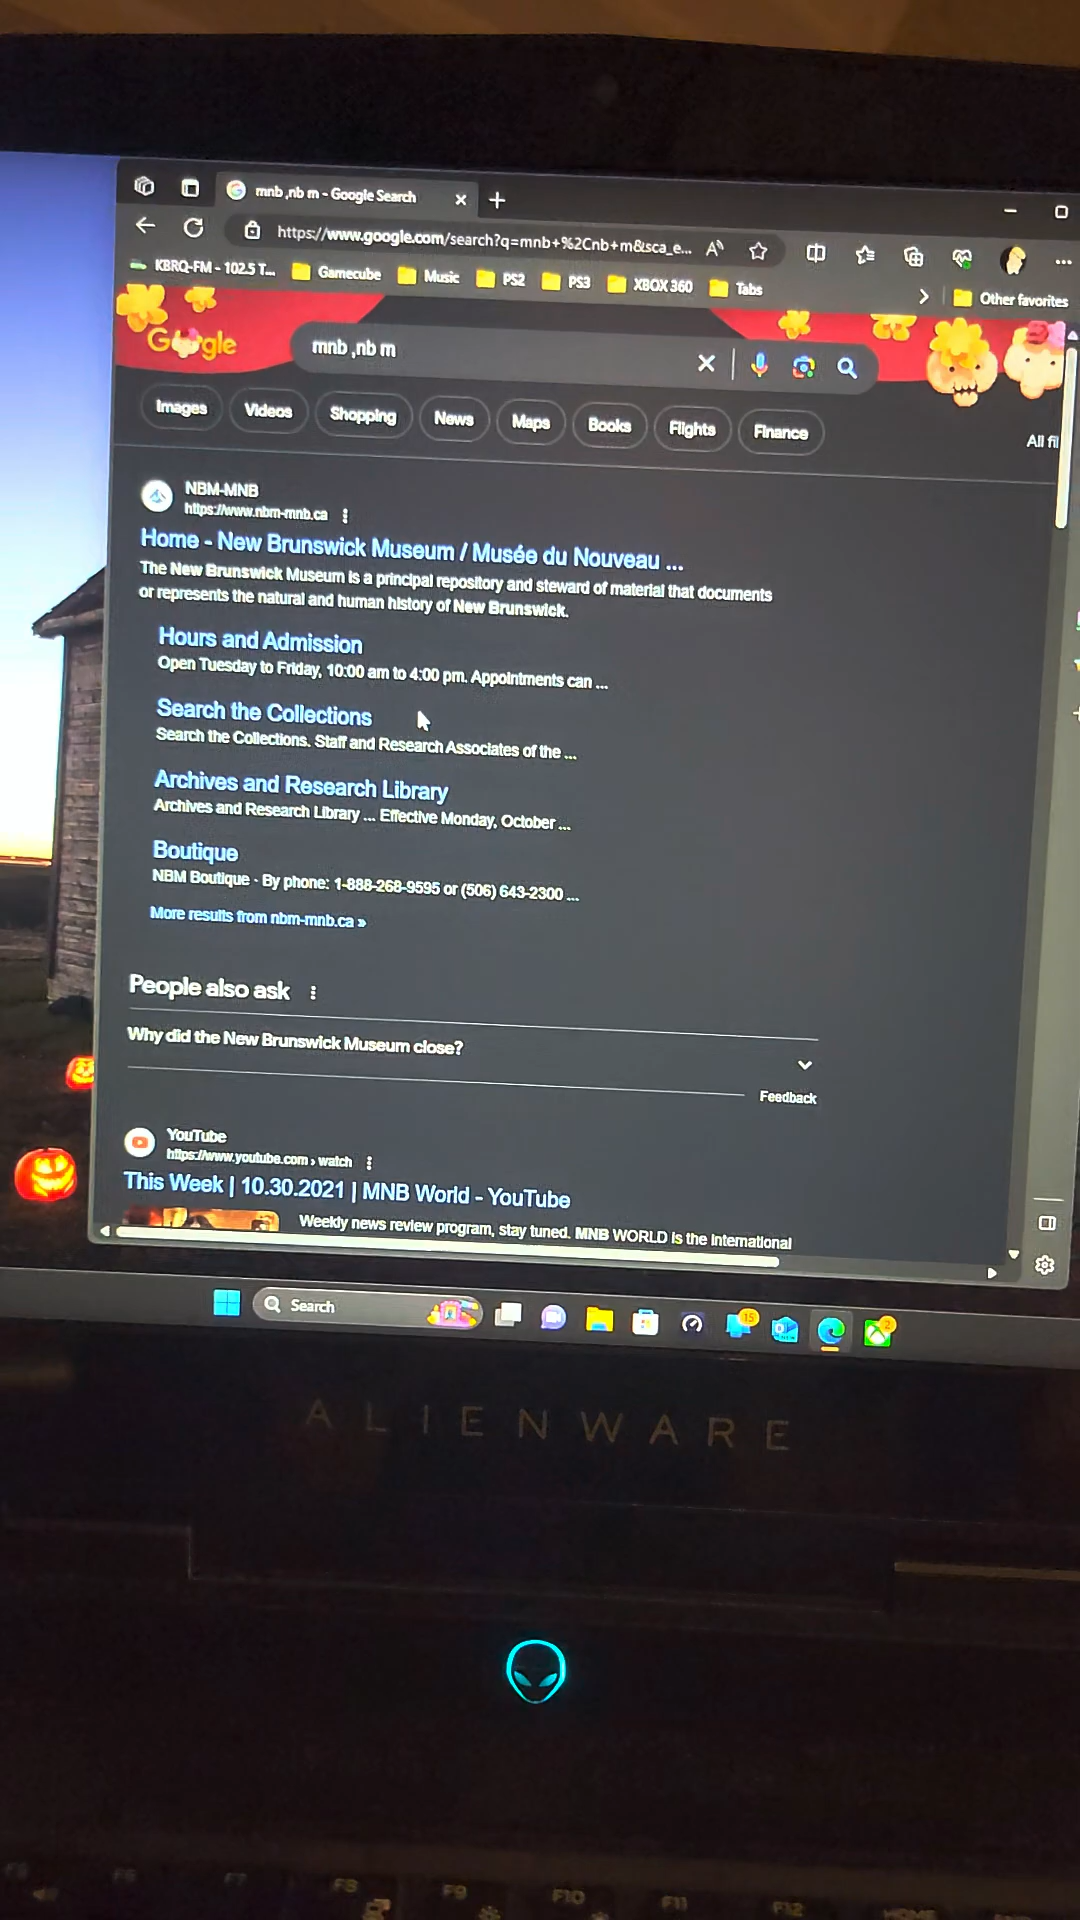 mnb ,nb m - Google Search
https://www.google.com/search?q=mnb+%2Cnb+m&sca_e...
KBRQ-FM - 102.5 T...
Gamecube
Music
PS2
PS3
XBOX 360
Tabs
Other favorites
Google
mnb ,nb m
Images
Videos
Shopping
News
Maps
Books
Flights
Finance
All fil
NBM-MNB
https://www.nbm-mnb.ca
Home - New Brunswick Museum / Musée du Nouveau ...
The New Brunswick Museum is a principal repository and steward of material that documents
or represents the natural and human history of New Brunswick.
Hours and Admission
Open Tuesday to Friday, 10:00 am to 4:00 pm. Appointments can ...
Search the Collections
Search the Collections. Staff and Research Associates of the ...
Archives and Research Library
Archives and Research Library ... Effective Monday, October ...
Boutique
NBM Boutique · By phone: 1-888-268-9595 or (506) 643-2300 ...
More results from nbm-mnb.ca »
People also ask
Why did the New Brunswick Museum close?
Feedback
YouTube
https://www.youtube.com › watch
This Week | 10.30.2021 | MNB World - YouTube
Weekly news review program, stay tuned. MNB WORLD is the International
Search
15
2
ALIENWARE
F6
F7
F8
F9
F10
F11
F12
HOME